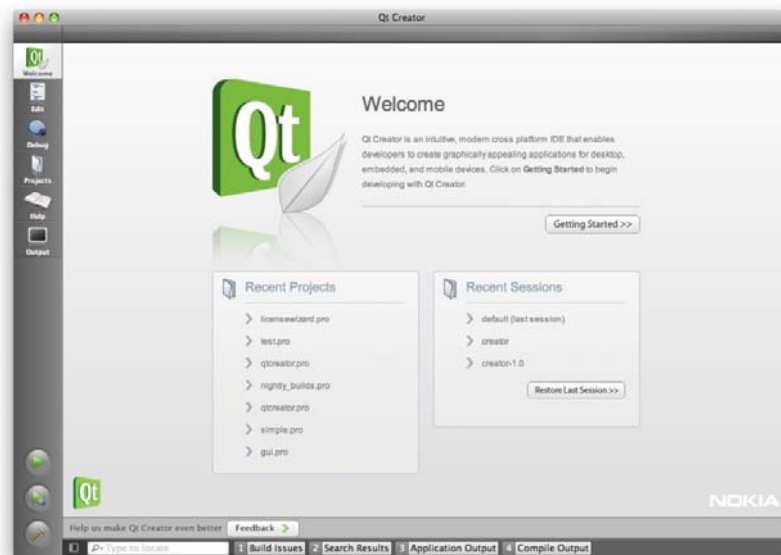 Qt Creator
Qt
Welcome
Edit
Debug
Projects
Help
Output
Qt
Welcome
Qt Creator is an intuitive, modern cross platform IDE that enables
developers to create graphically appealing applications for desktop,
embedded, and mobile devices. Click on Getting Started to begin
developing with Qt Creator.
Getting Started >>
Recent Projects
licensewizard.pro
test.pro
qtcreator.pro
nightly_builds.pro
qtcreator.pro
simple.pro
gui.pro
Recent Sessions
default (last session)
creator
creator-1.0
Restore Last Session >>
Qt
NOKIA
Help us make Qt Creator even better
Feedback
Type to locate
1 Build Issues
2 Search Results
3 Application Output
4 Compile Output